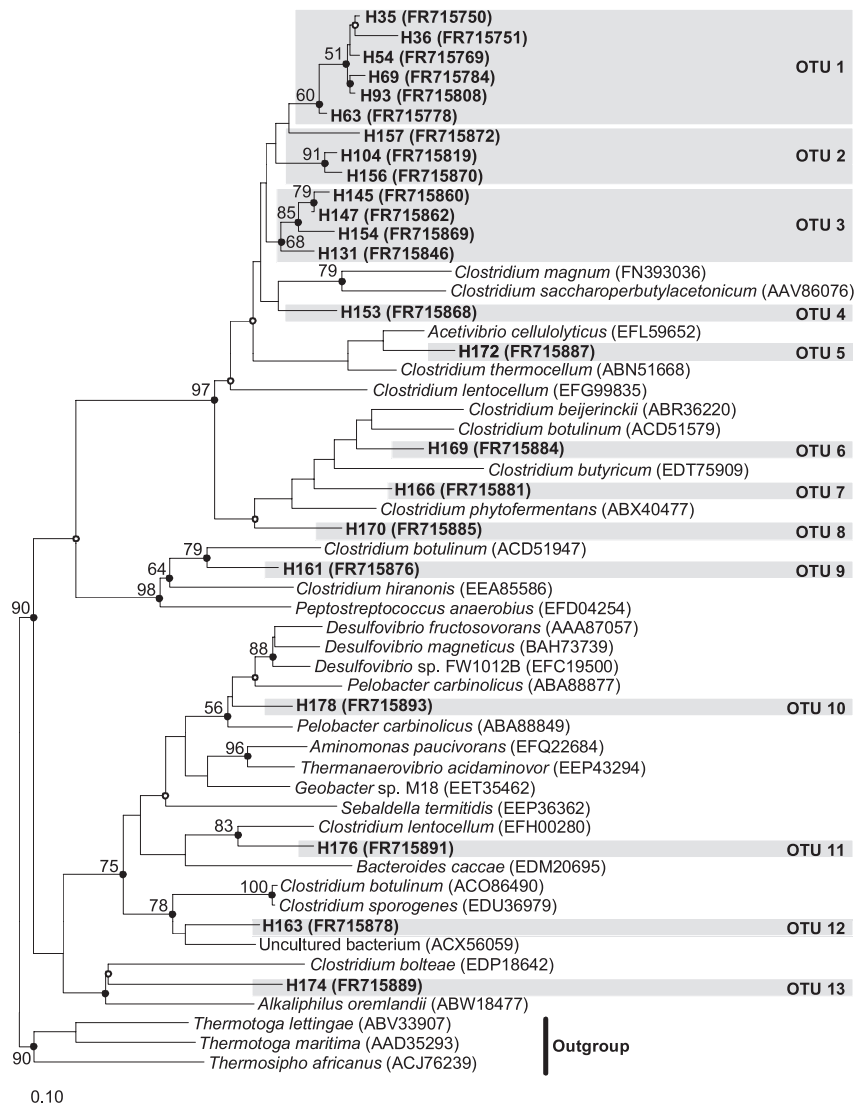 H35 (FR715750)
H36 (FR715751)
51 H54 (FR715769)
OTU 1
H69 (FR715784)
60 H93 (FR715808)
H63 (FR715778)
H157 (FR715872)
91 H104 (FR715819)
OTU 2
H156 (FR715870)
79 H145 (FR715860)
85 H147 (FR715862)
OTU 3
H154 (FR715869)
68 H131 (FR715846)
79 Clostridium magnum (FN393036)
Clostridium saccharoperbutylacetonicum (AAV86076)
H153 (FR715868) OTU 4
Acetivibrio cellulolyticus (EFL59652)
H172 (FR715887) OTU 5
Clostridium thermocellum (ABN51668)
97 Clostridium lentocellum (EFG99835)
Clostridium beijerinckii (ABR36220)
Clostridium botulinum (ACD51579)
H169 (FR715884) OTU 6
Clostridium butyricum (EDT75909)
H166 (FR715881) OTU 7
Clostridium phytofermentans (ABX40477)
H170 (FR715885) OTU 8
79 Clostridium botulinum (ACD51947)
64 H161 (FR715876) OTU 9
98 Clostridium hiranonis (EEA85586)
90 Peptostreptococcus anaerobius (EFD04254)
Desulfovibrio fructosovorans (AAA87057)
88 Desulfovibrio magneticus (BAH73739)
Desulfovibrio sp. FW1012B (EFC19500)
Pelobacter carbinolicus (ABA88877)
56 H178 (FR715893) OTU 10
Pelobacter carbinolicus (ABA88849)
96 Aminomonas paucivorans (EFQ22684)
Thermanaerovibrio acidaminovor (EEP43294)
Geobacter sp. M18 (EET35462)
Sebaldella termitidis (EEP36362)
83 Clostridium lentocellum (EFH00280)
H176 (FR715891) OTU 11
75 Bacteroides caccae (EDM20695)
100 Clostridium botulinum (ACO86490)
78 Clostridium sporogenes (EDU36979)
H163 (FR715878) OTU 12
Uncultured bacterium (ACX56059)
Clostridium bolteae (EDP18642)
H174 (FR715889) OTU 13
Alkaliphilus oremlandii (ABW18477)
Thermotoga lettingae (ABV33907)
Thermotoga maritima (AAD35293)
Outgroup
90 Thermosipho africanus (ACJ76239)
0.10